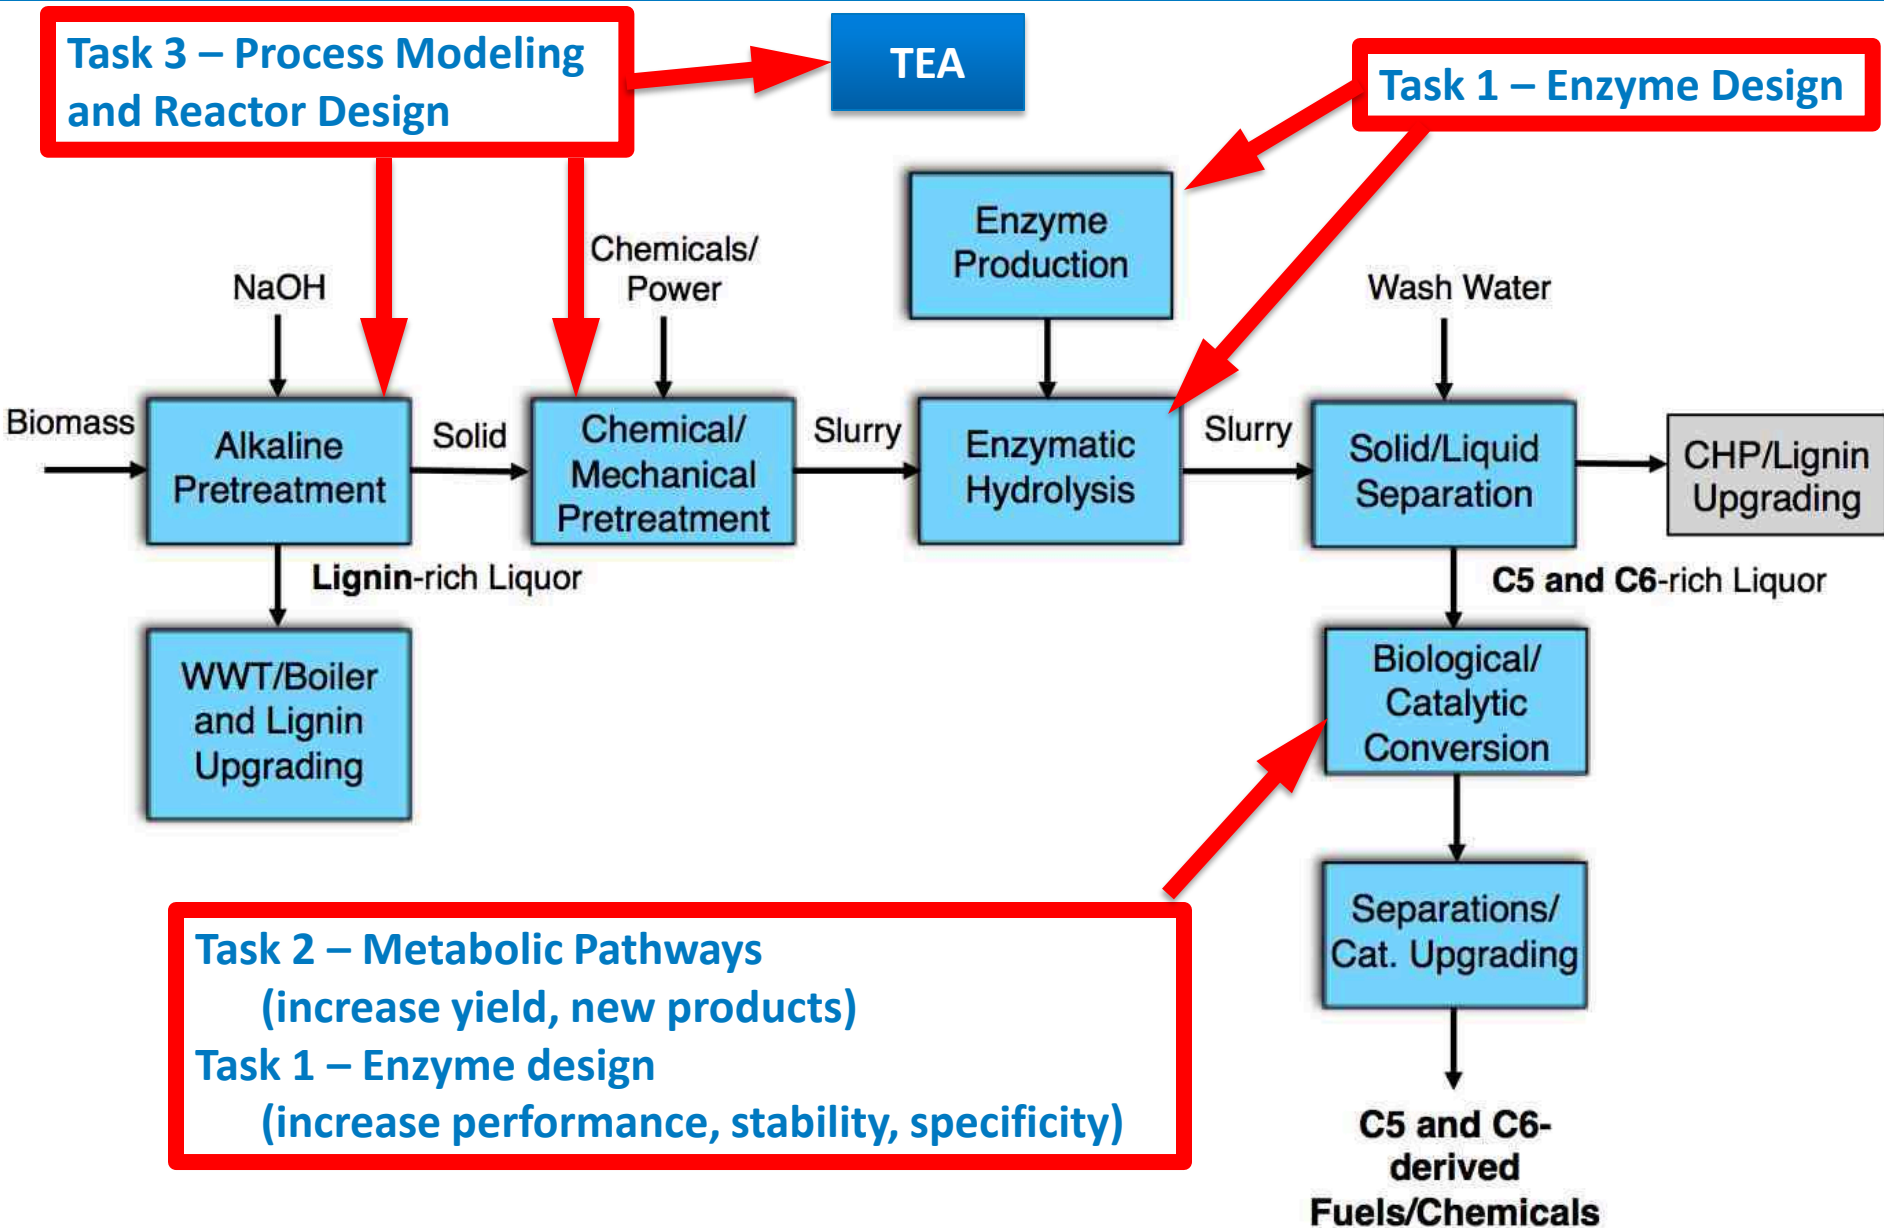 Task 3 – Process Modeling
and Reactor Design
TEA
Task 1 – Enzyme Design
Enzyme
Production
Chemicals/
Power
NaOH
Wash Water
Biomass
Alkaline
Pretreatment
Solid
Chemical/
Mechanical
Pretreatment
Slurry
Enzymatic
Hydrolysis
Slurry
Solid/Liquid
Separation
CHP/Lignin
Upgrading
Lignin-rich Liquor
C5 and C6-rich Liquor
WWT/Boiler
and Lignin
Upgrading
Biological/
Catalytic
Conversion
Separations/
Cat. Upgrading
Task 2 – Metabolic Pathways
(increase yield, new products)
Task 1 – Enzyme design
(increase performance, stability, specificity)
C5 and C6-
derived
Fuels/Chemicals